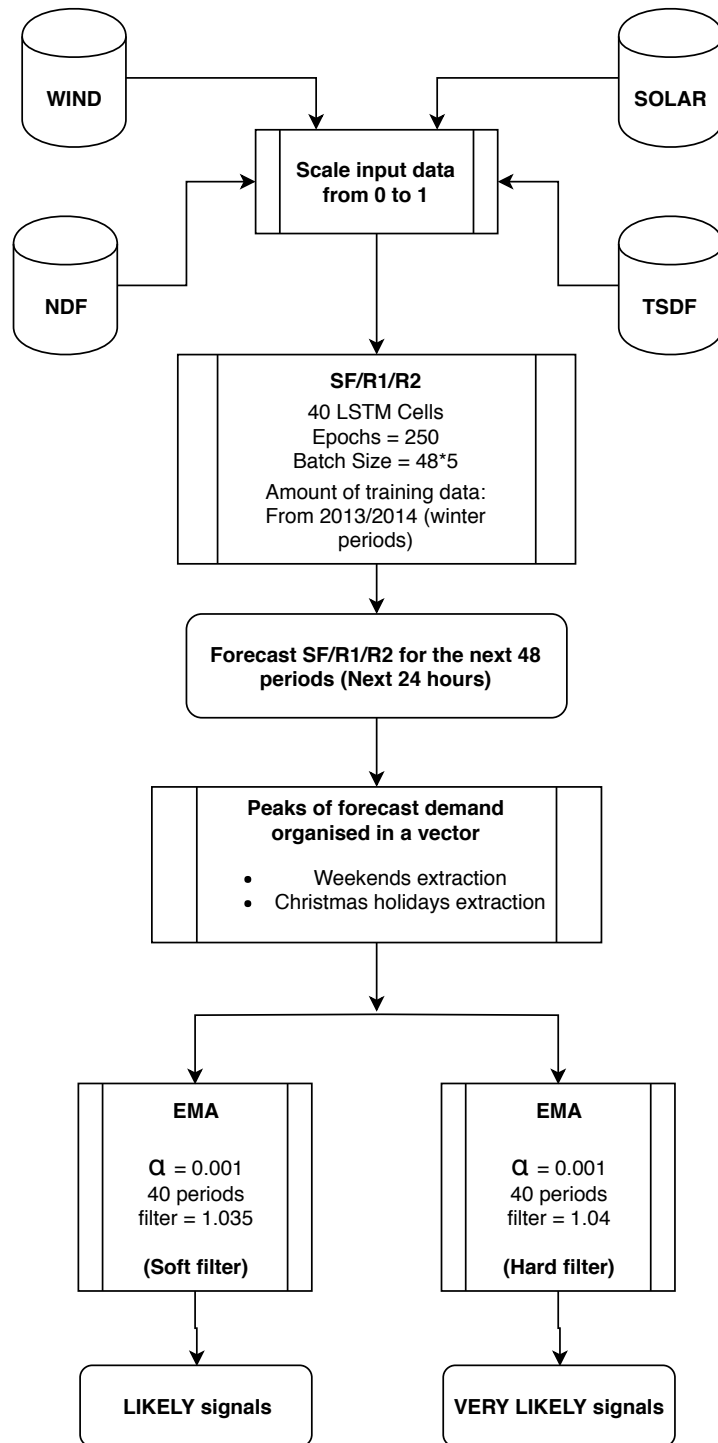 WIND
SOLAR
Scale input data
from 0 to 1
NDF
TSDF
SF/R1/R2
40 LSTM Cells
Epochs = 250
Batch Size = 48*5
Amount of training data:
From 2013/2014 (winter
periods)
Forecast SF/R1/R2 for the next 48
periods (Next 24 hours)
Peaks of forecast demand
organised in a vector
• Weekends extraction
• Christmas holidays extraction
EMA
α = 0.001
40 periods
filter = 1.035
(Soft filter)
EMA
α = 0.001
40 periods
filter = 1.04
(Hard filter)
LIKELY signals
VERY LIKELY signals